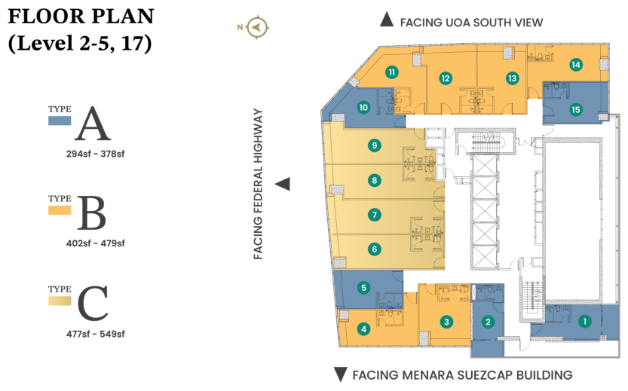 FLOOR PLAN
(Level 2-5, 17)
N
FACING UOA SOUTH VIEW
TYPE A
294sf - 378sf
TYPE B
402sf - 479sf
TYPE C
477sf - 549sf
FACING FEDERAL HIGHWAY
11
12
13
14
10
15
9
8
7
6
5
4
3
2
1
FACING MENARA SUEZCAP BUILDING